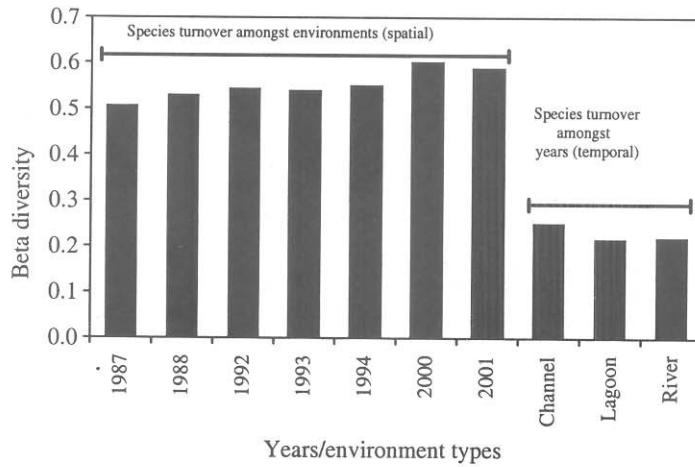 0.7
0.6
0.5
0.4
0.3
0.2
0.1
0.0
Beta diversity
Species turnover amongst environments (spatial)
Species turnover
amongst
years (temporal)
1987
1988
1992
1993
1994
2000
2001
Channel
Lagoon
River
Years/environment types